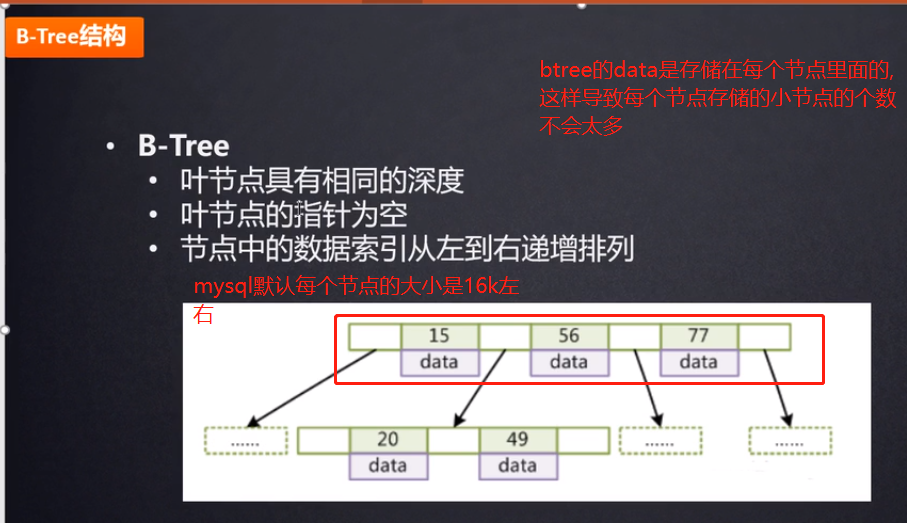 B-Tree结构
btree的data是存储在每个节点里面的,
这样导致每个节点存储的小节点的个数
不会太多
• B-Tree
• 叶节点具有相同的深度
• 叶节点的指针为空
• 节点中的数据索引从左到右递增排列
mysql默认每个节点的大小是16k左
右
15 56 77
data data data
...... 20 49 ...... ......
data data